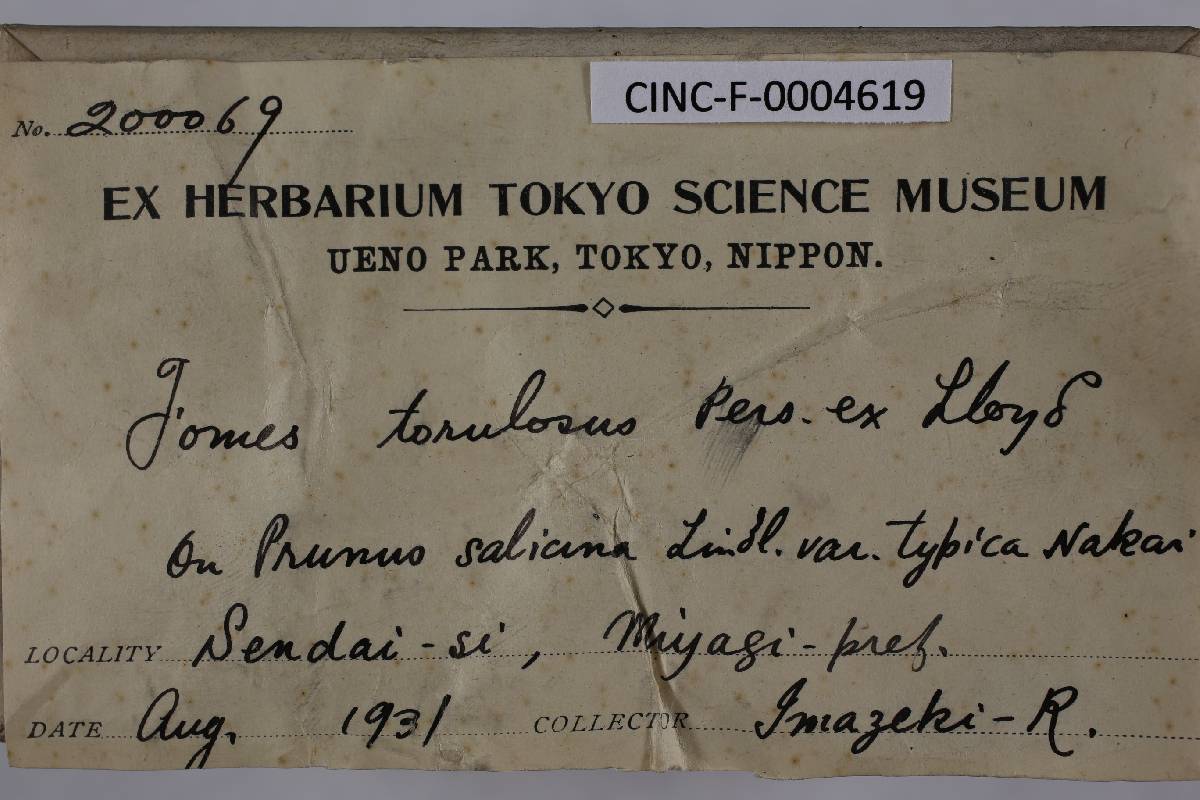 CINC-F-0004619
No. 200069
EX HERBARIUM TOKYO SCIENCE MUSEUM
UENO PARK, TOKYO, NIPPON.
Fomes torulosus Pers. ex Lloyd
On Prunus salicina Lindl. var. typica Nakai
LOCALITY Sendai-si, Miyagi-pref.
DATE Aug. 1931 COLLECTOR Imazeki-R.